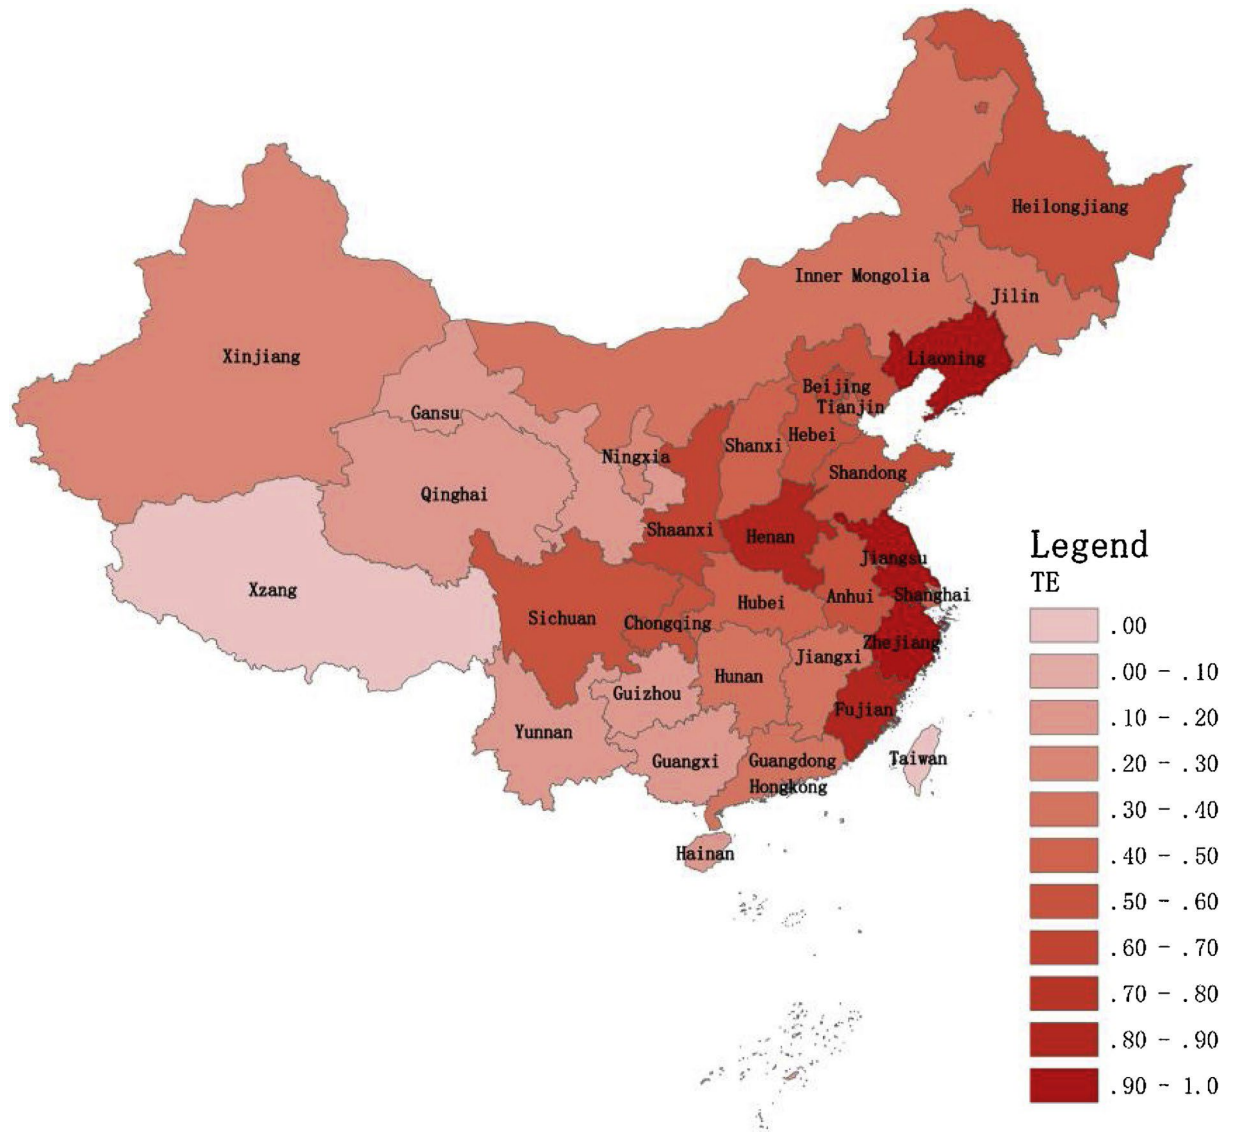 Heilongjiang
Inner Mongolia
Jilin
Xinjiang
Liaoning
Beijing
Gansu
Tianjin
Shanxi
Hebei
Ningxia
Shandong
Qinghai
Shaanxi
Henan
Jiangsu
Xzang
Shanghai
Anhui
Hubei
Sichuan
Chongqing
Zhejiang
Jiangxi
Hunan
Guizhou
Fujian
Yunnan
Guangxi
Guangdong
Taiwan
Hongkong
Hainan
Legend
TE
.00
.00 - .10
.10 - .20
.20 - .30
.30 - .40
.40 - .50
.50 - .60
.60 - .70
.70 - .80
.80 - .90
.90 - 1.0